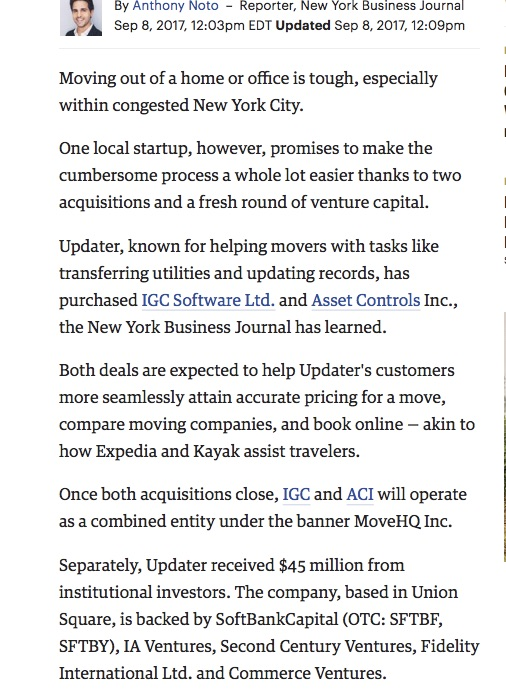 By Anthony Noto – Reporter, New York Business Journal
Sep 8, 2017, 12:03pm EDT Updated Sep 8, 2017, 12:09pm
Moving out of a home or office is tough, especially
within congested New York City.
One local startup, however, promises to make the
cumbersome process a whole lot easier thanks to two
acquisitions and a fresh round of venture capital.
Updater, known for helping movers with tasks like
transferring utilities and updating records, has
purchased IGC Software Ltd. and Asset Controls Inc.,
the New York Business Journal has learned.
Both deals are expected to help Updater's customers
more seamlessly attain accurate pricing for a move,
compare moving companies, and book online — akin to
how Expedia and Kayak assist travelers.
Once both acquisitions close, IGC and ACI will operate
as a combined entity under the banner MoveHQ Inc.
Separately, Updater received $45 million from
institutional investors. The company, based in Union
Square, is backed by SoftBankCapital (OTC: SFTBF,
SFTBY), IA Ventures, Second Century Ventures, Fidelity
International Ltd. and Commerce Ventures.